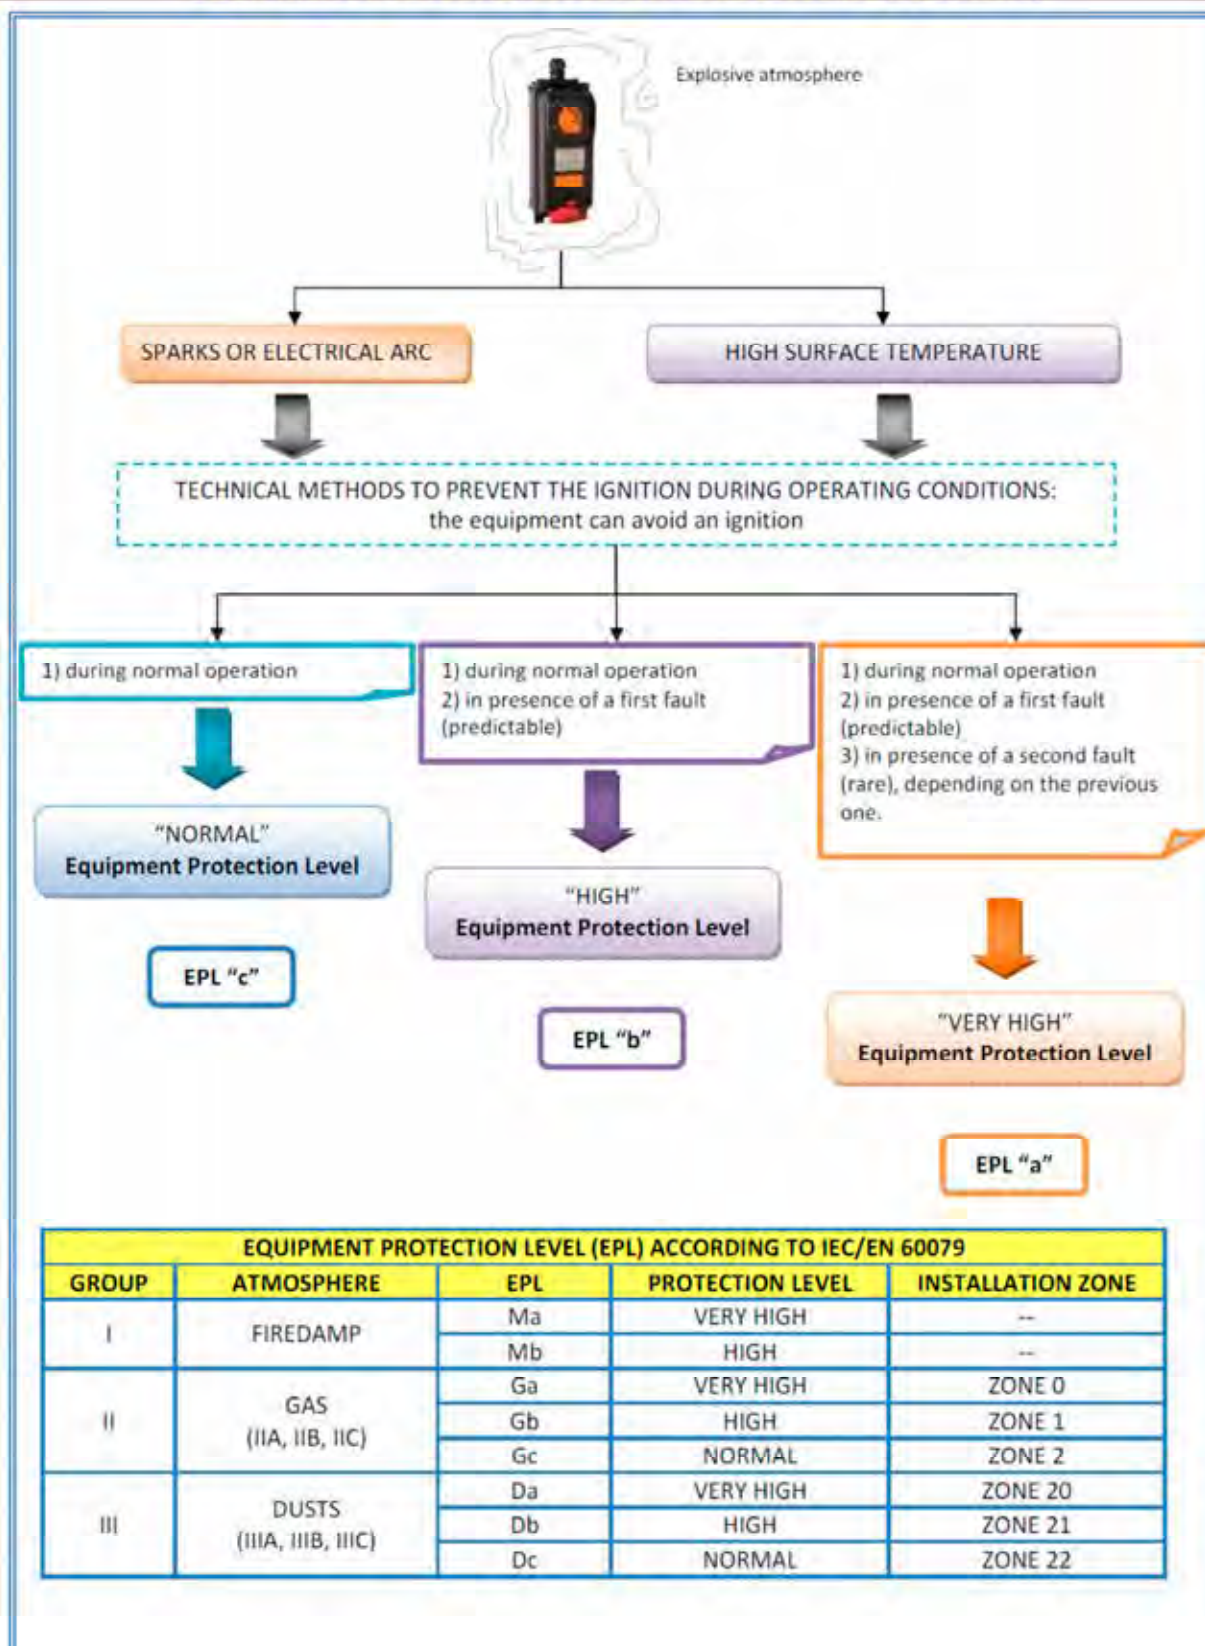 Explosive atmosphere
SPARKS OR ELECTRICAL ARC
HIGH SURFACE TEMPERATURE
TECHNICAL METHODS TO PREVENT THE IGNITION DURING OPERATING CONDITIONS:
the equipment can avoid an ignition
1) during normal operation
1) during normal operation
2) in presence of a first fault
(predictable)
1) during normal operation
2) in presence of a first fault
(predictable)
3) in presence of a second fault
(rare), depending on the previous
one.
"NORMAL"
Equipment Protection Level
"HIGH"
Equipment Protection Level
"VERY HIGH"
Equipment Protection Level
EPL "c"
EPL "b"
EPL "a"
EQUIPMENT PROTECTION LEVEL (EPL) ACCORDING TO IEC/EN 60079
GROUP ATMOSPHERE EPL PROTECTION LEVEL INSTALLATION ZONE
I FIREDAMP Ma VERY HIGH --
Mb HIGH --
II GAS (IIA, IIB, IIC) Ga VERY HIGH ZONE 0
Gb HIGH ZONE 1
Gc NORMAL ZONE 2
III DUSTS (IIIA, IIIB, IIIC) Da VERY HIGH ZONE 20
Db HIGH ZONE 21
Dc NORMAL ZONE 22